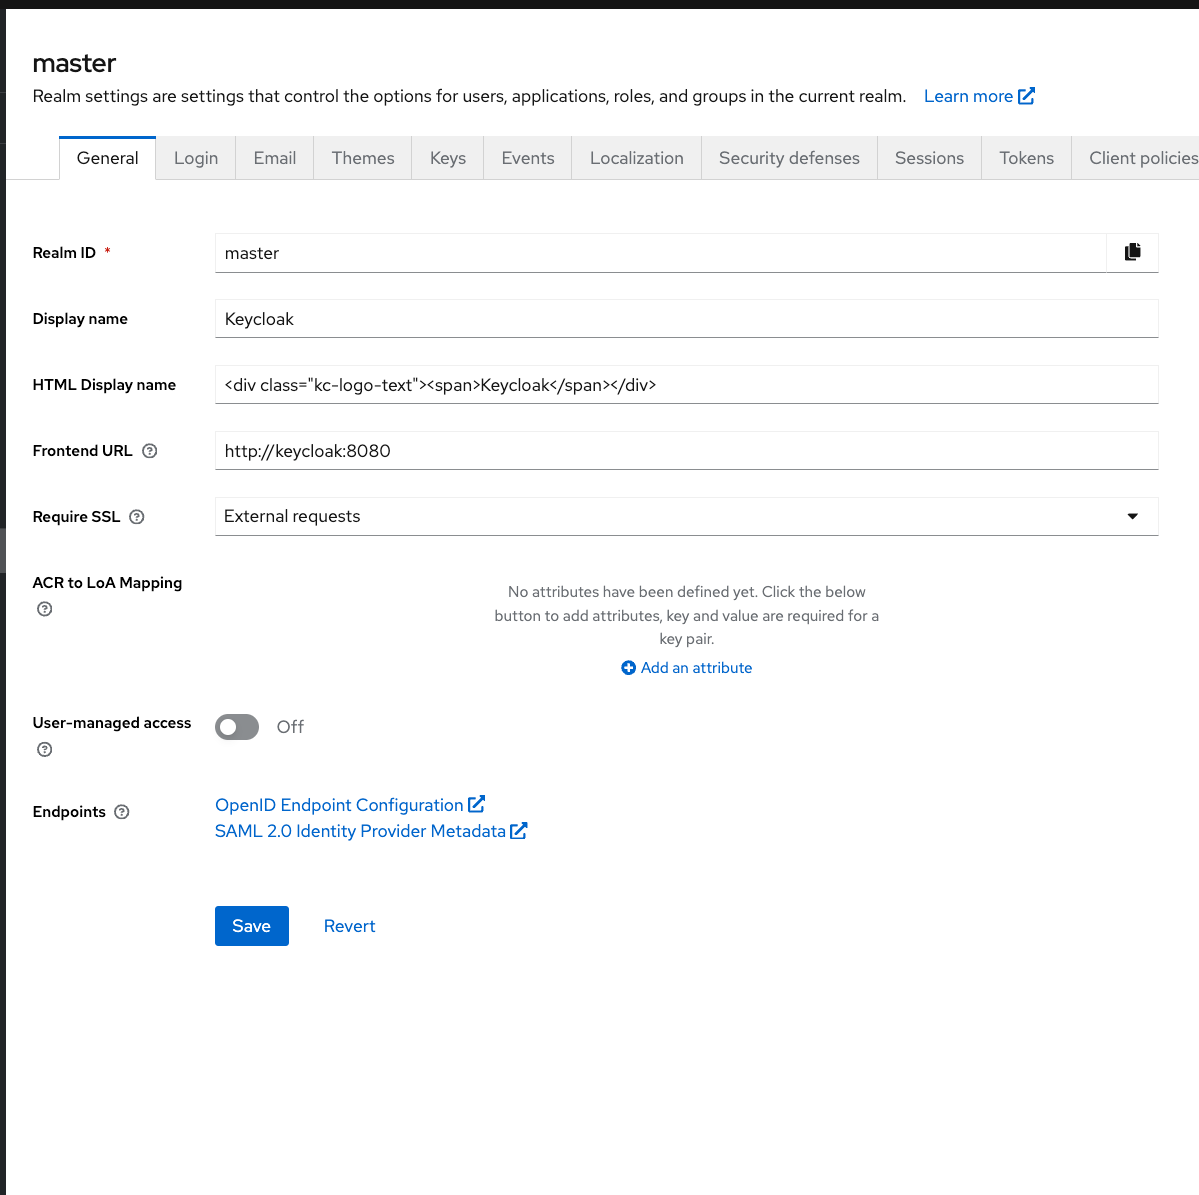 master
Realm settings are settings that control the options for users, applications, roles, and groups in the current realm. Learn more
General Login Email Themes Keys Events Localization Security defenses Sessions Tokens Client policies
Realm ID * master
Display name Keycloak
HTML Display name <div class="kc-logo-text"><span>Keycloak</span></div>
Frontend URL http://keycloak:8080
Require SSL External requests
ACR to LoA Mapping
No attributes have been defined yet. Click the below
button to add attributes, key and value are required for a
key pair.
Add an attribute
User-managed access Off
Endpoints OpenID Endpoint Configuration
SAML 2.0 Identity Provider Metadata
Save Revert